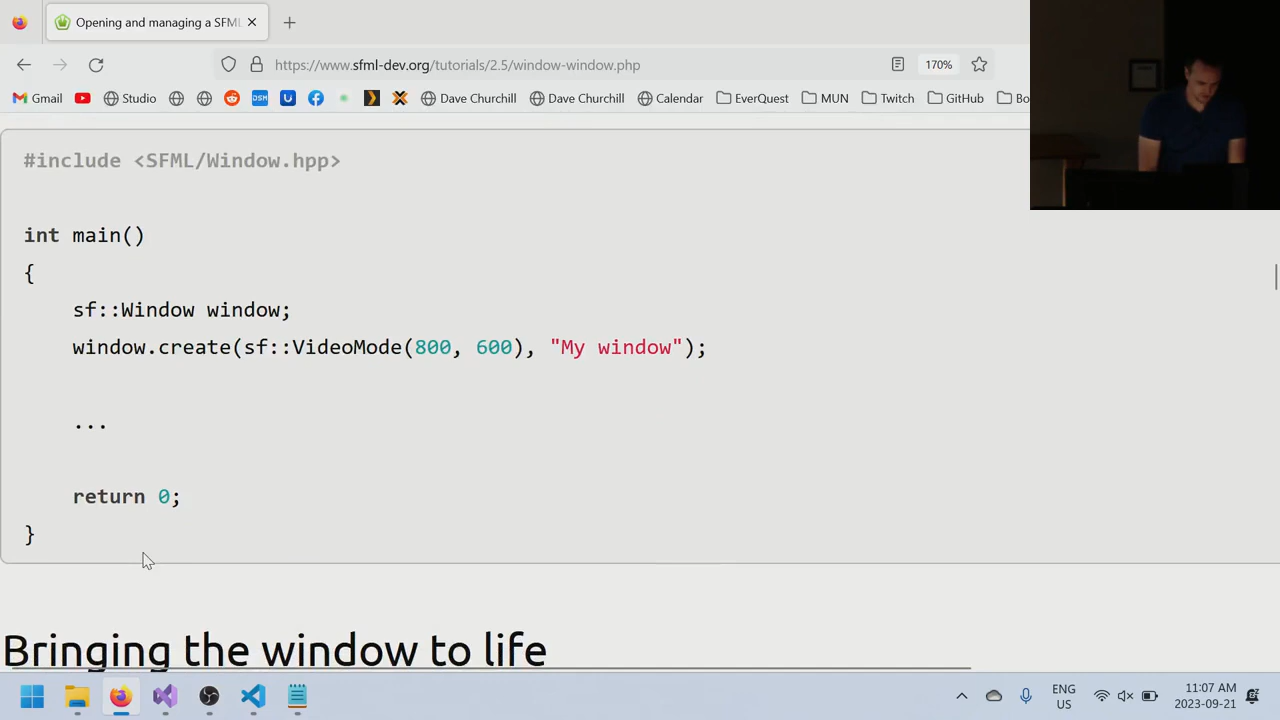 Opening and managing a SFML
https://www.sfml-dev.org/tutorials/2.5/window-window.php
170%
Gmail
Studio
Dave Churchill
Dave Churchill
Calendar
EverQuest
MUN
Twitch
GitHub
Bo
#include <SFML/Window.hpp>
int main()
{
sf::Window window;
window.create(sf::VideoMode(800, 600), "My window");
...
return 0;
}
Bringing the window to life
ENG
US
11:07 AM
2023-09-21